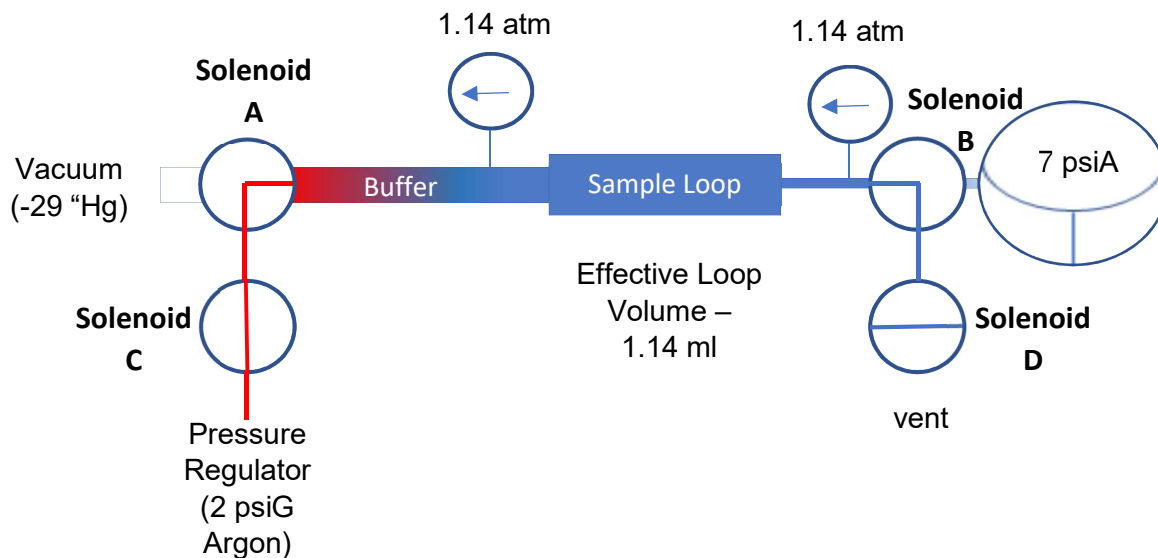 1.14 atm
1.14 atm
Solenoid
A
Solenoid
B
Vacuum
(-29 “Hg)
7 psiA
Buffer
Sample Loop
Effective Loop
Volume –
1.14 ml
Solenoid
C
Solenoid
D
vent
Pressure
Regulator
(2 psiG
Argon)